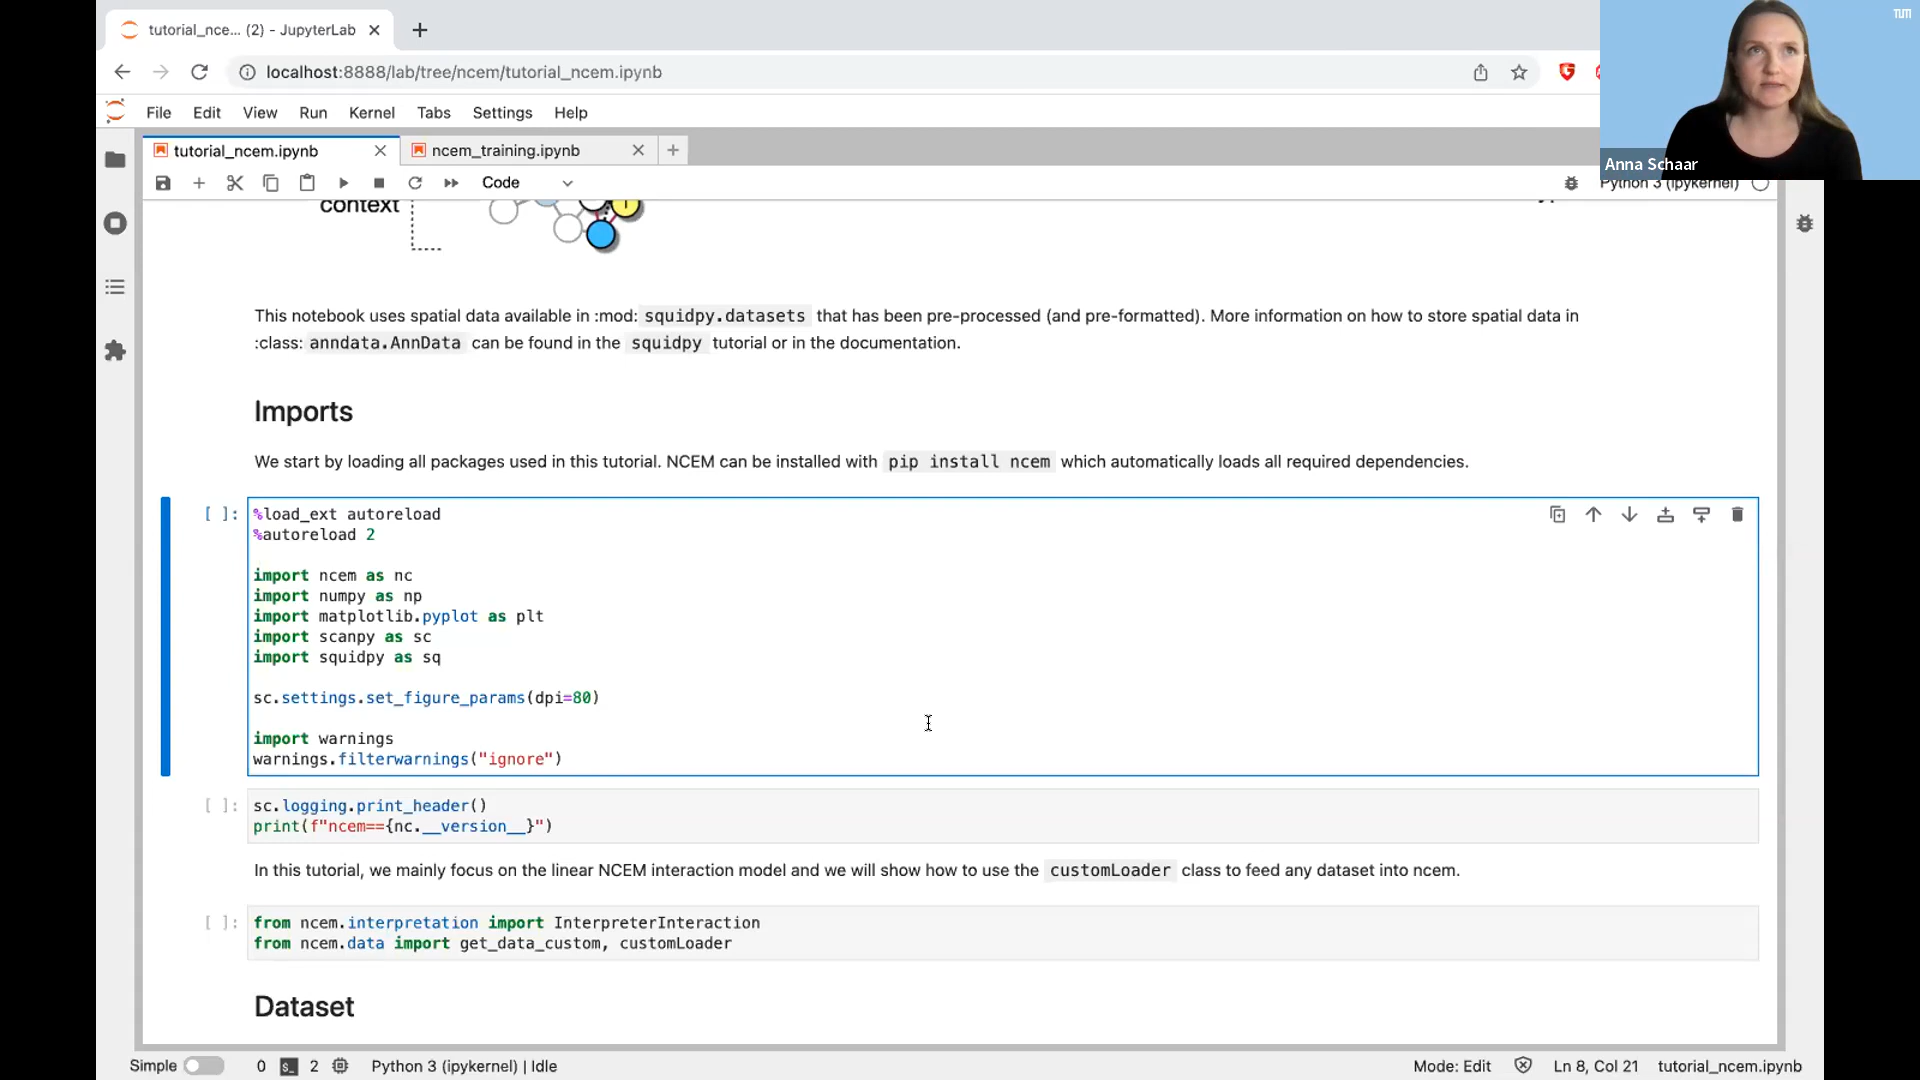 tutorial_nce... (2) - JupyterLab
TUM
localhost:8888/lab/tree/ncem/tutorial_ncem.ipynb
File Edit View Run Kernel Tabs Settings Help
tutorial_ncem.ipynb
ncem_training.ipynb
Anna Schaar
Code
Python 3 (ipykernel)
context
This notebook uses spatial data available in :mod: squidpy.datasets that has been pre-processed (and pre-formatted). More information on how to store spatial data in
:class: anndata.AnnData can be found in the squidpy tutorial or in the documentation.
Imports
We start by loading all packages used in this tutorial. NCEM can be installed with pip install ncem which automatically loads all required dependencies.
[ ]: %load_ext autoreload
%autoreload 2
import ncem as nc
import numpy as np
import matplotlib.pyplot as plt
import scanpy as sc
import squidpy as sq
sc.settings.set_figure_params(dpi=80)
import warnings
warnings.filterwarnings("ignore")
[ ]: sc.logging.print_header()
print(f"ncem=={nc.__version__}")
In this tutorial, we mainly focus on the linear NCEM interaction model and we will show how to use the customLoader class to feed any dataset into ncem.
[ ]: from ncem.interpretation import InterpreterInteraction
from ncem.data import get_data_custom, customLoader
Dataset
Simple 0 2 Python 3 (ipykernel) | Idle Mode: Edit Ln 8, Col 21 tutorial_ncem.ipynb